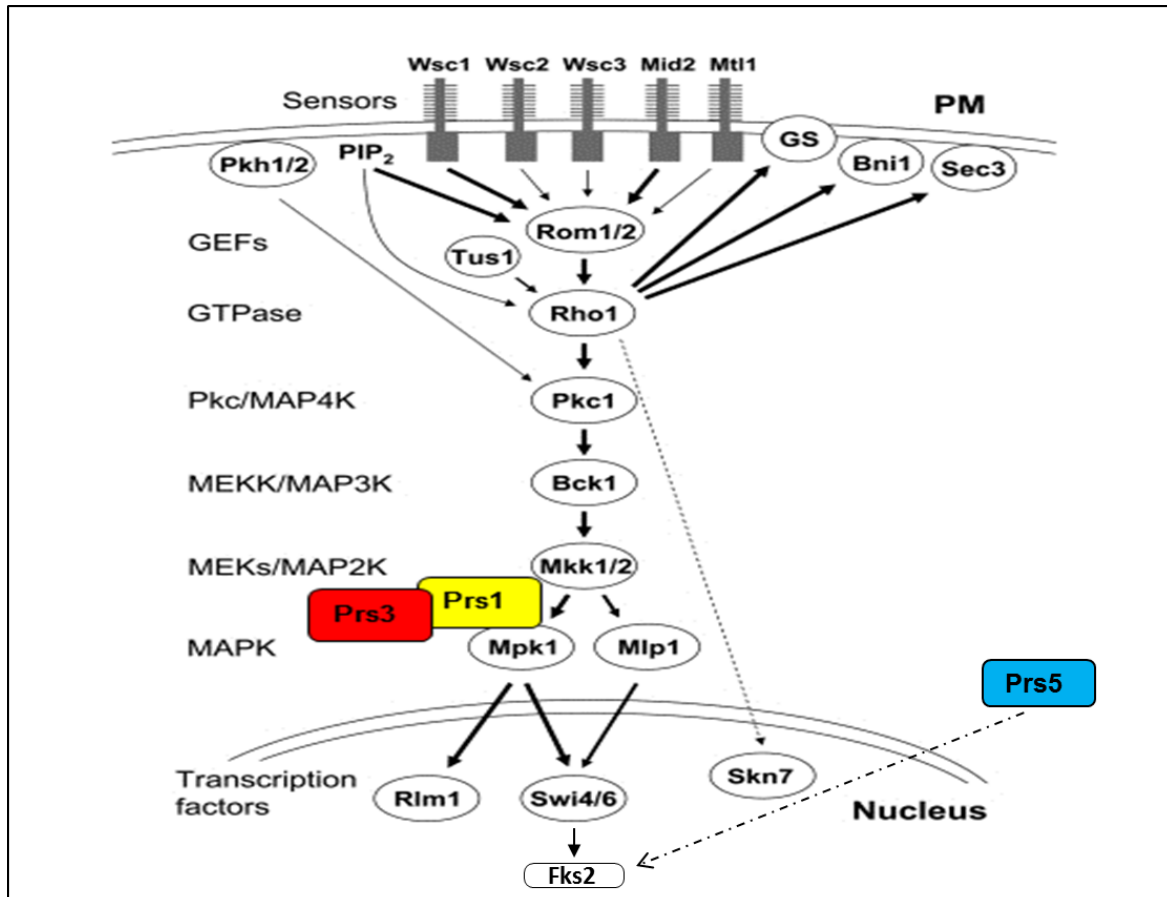 Wsc1 Wsc2 Wsc3 Mid2 Mtl1
Sensors
PM
GS
Pkh1/2
PIP2
Bni1
Sec3
Rom1/2
GEFs
Tus1
GTPase
Rho1
Pkc/MAP4K
Pkc1
MEKK/MAP3K
Bck1
MEKs/MAP2K
Mkk1/2
Prs3
Prs1
MAPK
Mpk1
Mlp1
Prs5
Transcription
factors
Rlm1
Swi4/6
Skn7
Nucleus
Fks2